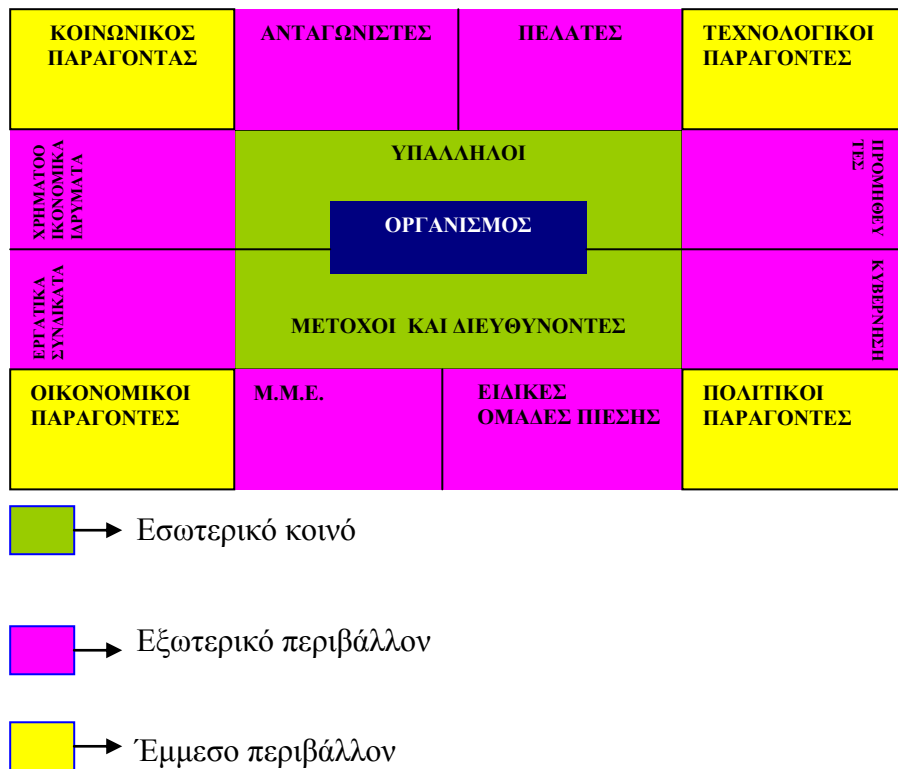 ΚΟΙΝΩΝΙΚΟΣ
ΠΑΡΑΓΟΝΤΑΣ
ΑΝΤΑΓΩΝΙΣΤΕΣ
ΠΕΛΑΤΕΣ
ΤΕΧΝΟΛΟΓΙΚΟΙ
ΠΑΡΑΓΟΝΤΕΣ
ΧΡΗΜΑΤΟΟ
ΙΚΟΝΟΜΙΚΑ
ΙΔΡΥΜΑΤΑ
ΥΠΑΛΛΗΛΟΙ
ΠΡΟΜΗΘΕΥ
ΤΕΣ
ΟΡΓΑΝΙΣΜΟΣ
ΕΡΓΑΤΙΚΑ
ΣΥΝΔΙΚΑΤΑ
ΜΕΤΟΧΟΙ ΚΑΙ ΔΙΕΥΘΥΝΟΝΤΕΣ
ΚΥΒΕΡΝΗΣΗ
ΟΙΚΟΝΟΜΙΚΟΙ
ΠΑΡΑΓΟΝΤΕΣ
Μ.Μ.Ε.
ΕΙΔΙΚΕΣ
ΟΜΑΔΕΣ ΠΙΕΣΗΣ
ΠΟΛΙΤΙΚΟΙ
ΠΑΡΑΓΟΝΤΕΣ
Εσωτερικό κοινό
Εξωτερικό περιβάλλον
Έμμεσο περιβάλλον